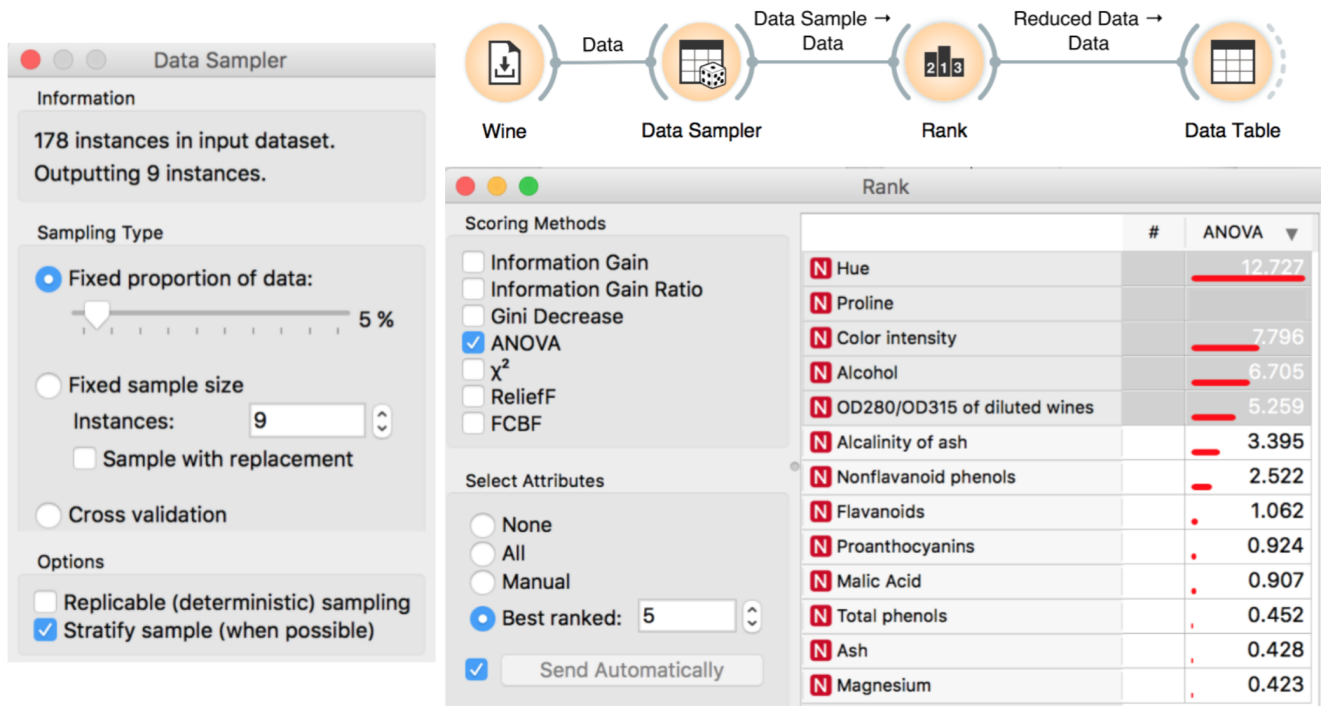 Data Sampler
Information
178 instances in input dataset.
Outputting 9 instances.
Sampling Type
Fixed proportion of data:
5 %
Fixed sample size
Instances: 9
Sample with replacement
Cross validation
Options
Replicable (deterministic) sampling
Stratify sample (when possible)
Data
Data Sample →
Data
Reduced Data →
Data
2 1 3
Wine
Data Sampler
Rank
Data Table
Rank
Scoring Methods
Information Gain
Information Gain Ratio
Gini Decrease
ANOVA
χ²
ReliefF
FCBF
Select Attributes
None
All
Manual
Best ranked: 5
Send Automatically
# ANOVA ▼
N Hue 12.727
N Proline
N Color intensity 7.796
N Alcohol 6.705
N OD280/OD315 of diluted wines 5.259
N Alcalinity of ash 3.395
N Nonflavanoid phenols 2.522
N Flavanoids 1.062
N Proanthocyanins 0.924
N Malic Acid 0.907
N Total phenols 0.452
N Ash 0.428
N Magnesium 0.423